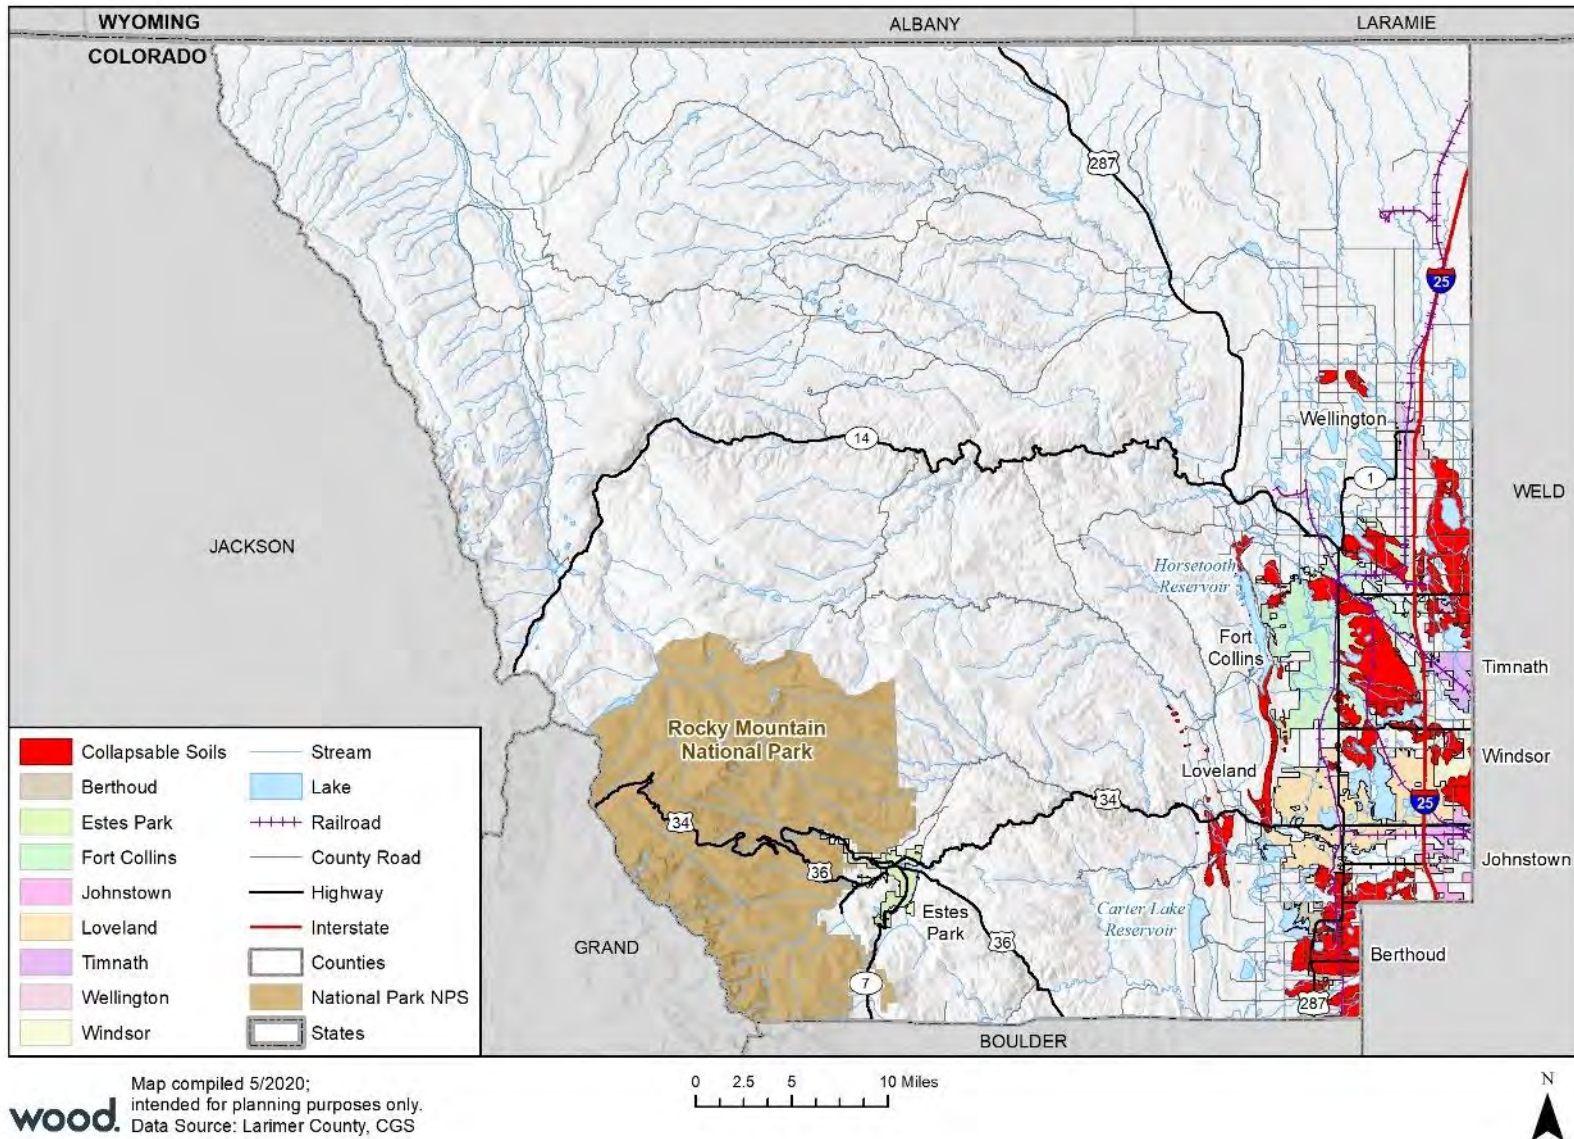 WYOMING
ALBANY
LARAMIE
COLORADO
287
25
Wellington
14
1
WELD
JACKSON
Horsetooth
Reservoir
Fort
Collins
Timnath
Rocky Mountain
National Park
Windsor
Loveland
34
25
34
36
Johnstown
Estes
Park
Carter Lake
Reservoir
36
GRAND
Berthoud
7
287
BOULDER
Collapsable Soils
Berthoud
Estes Park
Fort Collins
Johnstown
Loveland
Timnath
Wellington
Windsor
Stream
Lake
Railroad
County Road
Highway
Interstate
Counties
National Park NPS
States
wood.
Map compiled 5/2020;
intended for planning purposes only.
Data Source: Larimer County, CGS
0 2.5 5 10 Miles
N